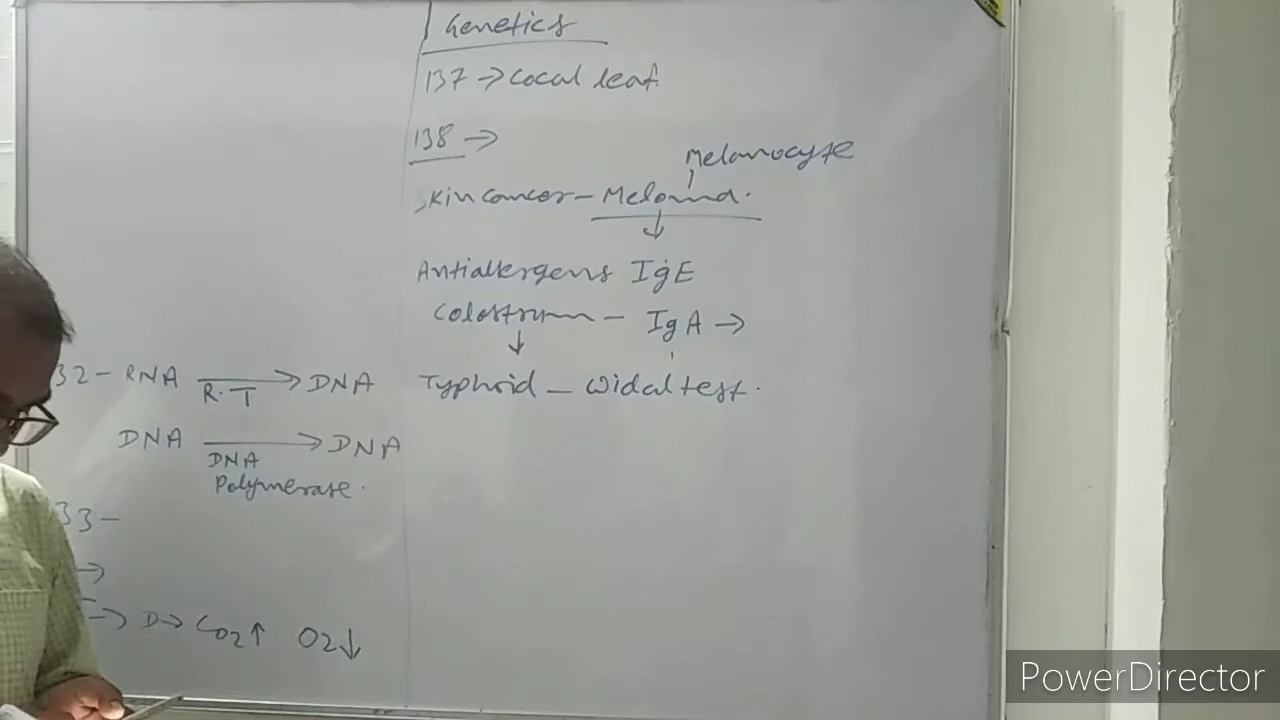 Genetics
137 → Cocal leaf
138 →
Melanocyte
Skin cancer - Meloma.
↓
Antiallergens IgE
Colostrum - IgA →
↓
Typhoid - Widal test.
32 - RNA R.T → DNA
DNA DNA Polymerase → DNA
33 -
→
→ D → CO2↑ O2↓
PowerDirector